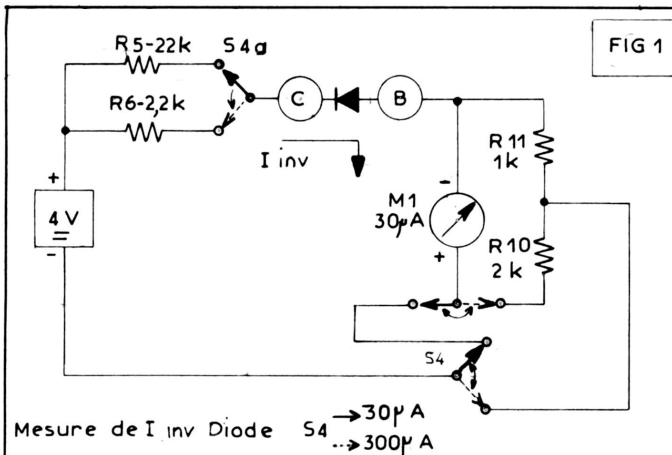 FIG 1
R5-22k
S4a
R6-2,2k
C
B
I inv
R11
1k
+
4V
-
-
M1
30µA
+
R10
2k
S4
Mesure de I inv Diode S4 → 30µA
⇢ 300µA